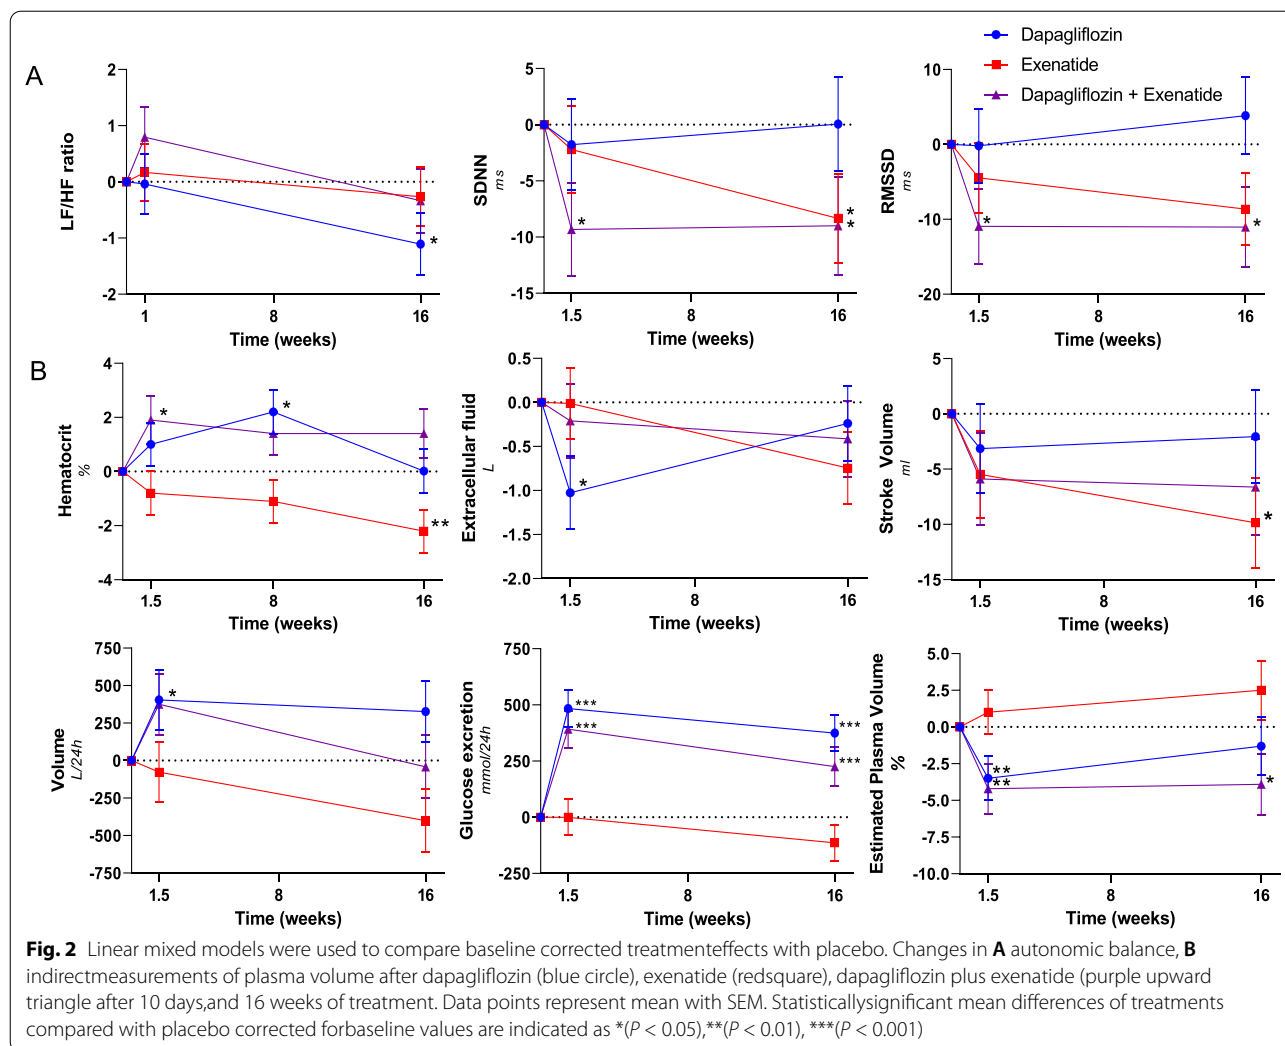 Dapagliflozin
Exenatide
Dapagliflozin + Exenatide
A
LF/HF ratio
2
1
0
-1
-2
1
8
16
Time (weeks)
*
SDNN
ms
5
0
-5
-10
-15
1.5
8
16
Time (weeks)
*
*
*
RMSSD
ms
10
0
-10
-20
1.5
8
16
Time (weeks)
*
*
B
Hematocrit
%
4
2
0
-2
-4
1.5
8
16
Time (weeks)
*
*
**
Extracellular fluid
L
0.5
0.0
-0.5
-1.0
-1.5
-2.0
1.5
8
16
Time (weeks)
*
Stroke Volume
ml
5
0
-5
-10
-15
1.5
8
16
Time (weeks)
*
Volume
L/24h
750
500
250
0
-250
-500
-750
1.5
8
16
Time (weeks)
*
Glucose excretion
mmol/24h
750
500
250
0
-250
1.5
8
16
Time (weeks)
***
***
***
***
Estimated Plasma Volume
%
5.0
2.5
0.0
-2.5
-5.0
-7.5
-10.0
1.5
8
16
Time (weeks)
**
**
*
Fig. 2 Linear mixed models were used to compare baseline corrected treatmenteffects with placebo. Changes in A autonomic balance, B
indirectmeasurements of plasma volume after dapagliflozin (blue circle), exenatide (redsquare), dapagliflozin plus exenatide (purple upward
triangle after 10 days,and 16 weeks of treatment. Data points represent mean with SEM. Statisticallysignificant mean differences of treatments
compared with placebo corrected forbaseline values are indicated as *(P < 0.05),**(P < 0.01), ***(P < 0.001)